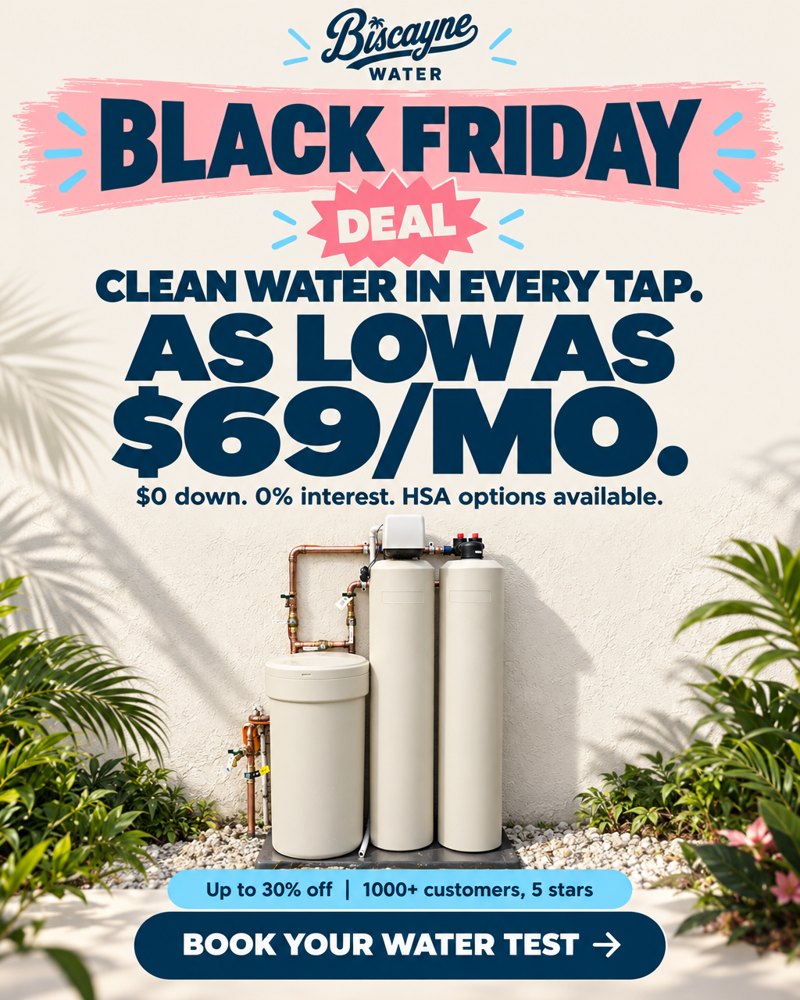 Biscayne
WATER
BLACK FRIDAY
DEAL
CLEAN WATER IN EVERY TAP.
AS LOW AS
$69/MO.
$0 down. 0% interest. HSA options available.
Up to 30% off | 1000+ customers, 5 stars
BOOK YOUR WATER TEST →